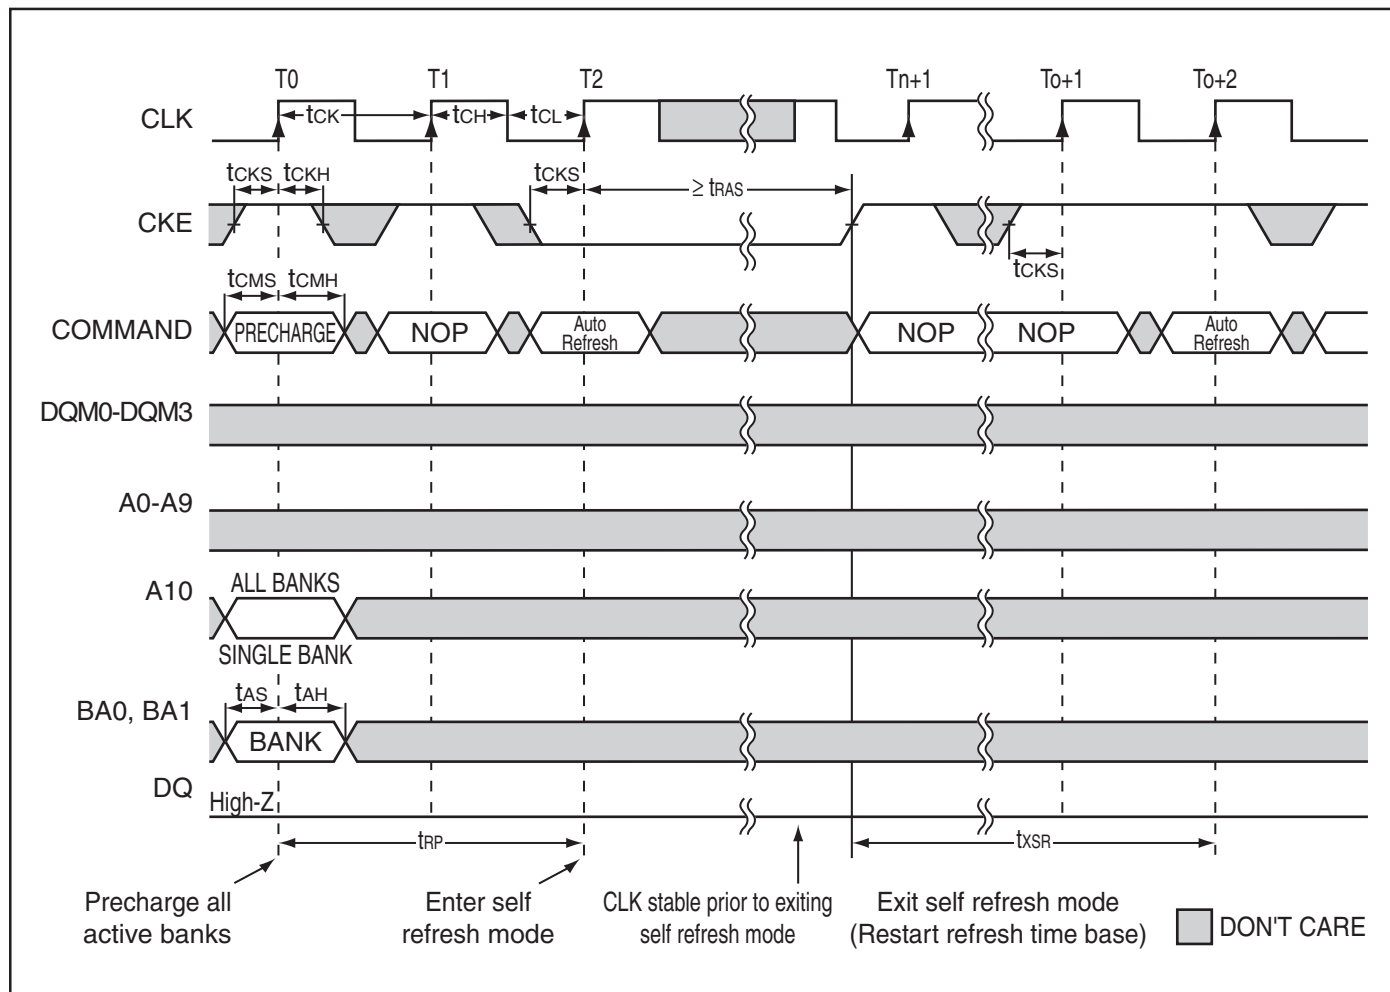 T0 T1 T2 Tn+1 To+1 To+2
CLK tCK tCH tCL
tCKS tCKH tCKS ≥ tRAS
CKE
tCKS
tCMS tCMH
COMMAND PRECHARGE NOP Auto Refresh NOP NOP Auto Refresh
DQM0-DQM3
A0-A9
A10 ALL BANKS
SINGLE BANK
tAS tAH
BA0, BA1 BANK
DQ
High-Z
tRP tXSR
Precharge all
active banks
Enter self
refresh mode
CLK stable prior to exiting
self refresh mode
Exit self refresh mode
(Restart refresh time base)
DON'T CARE